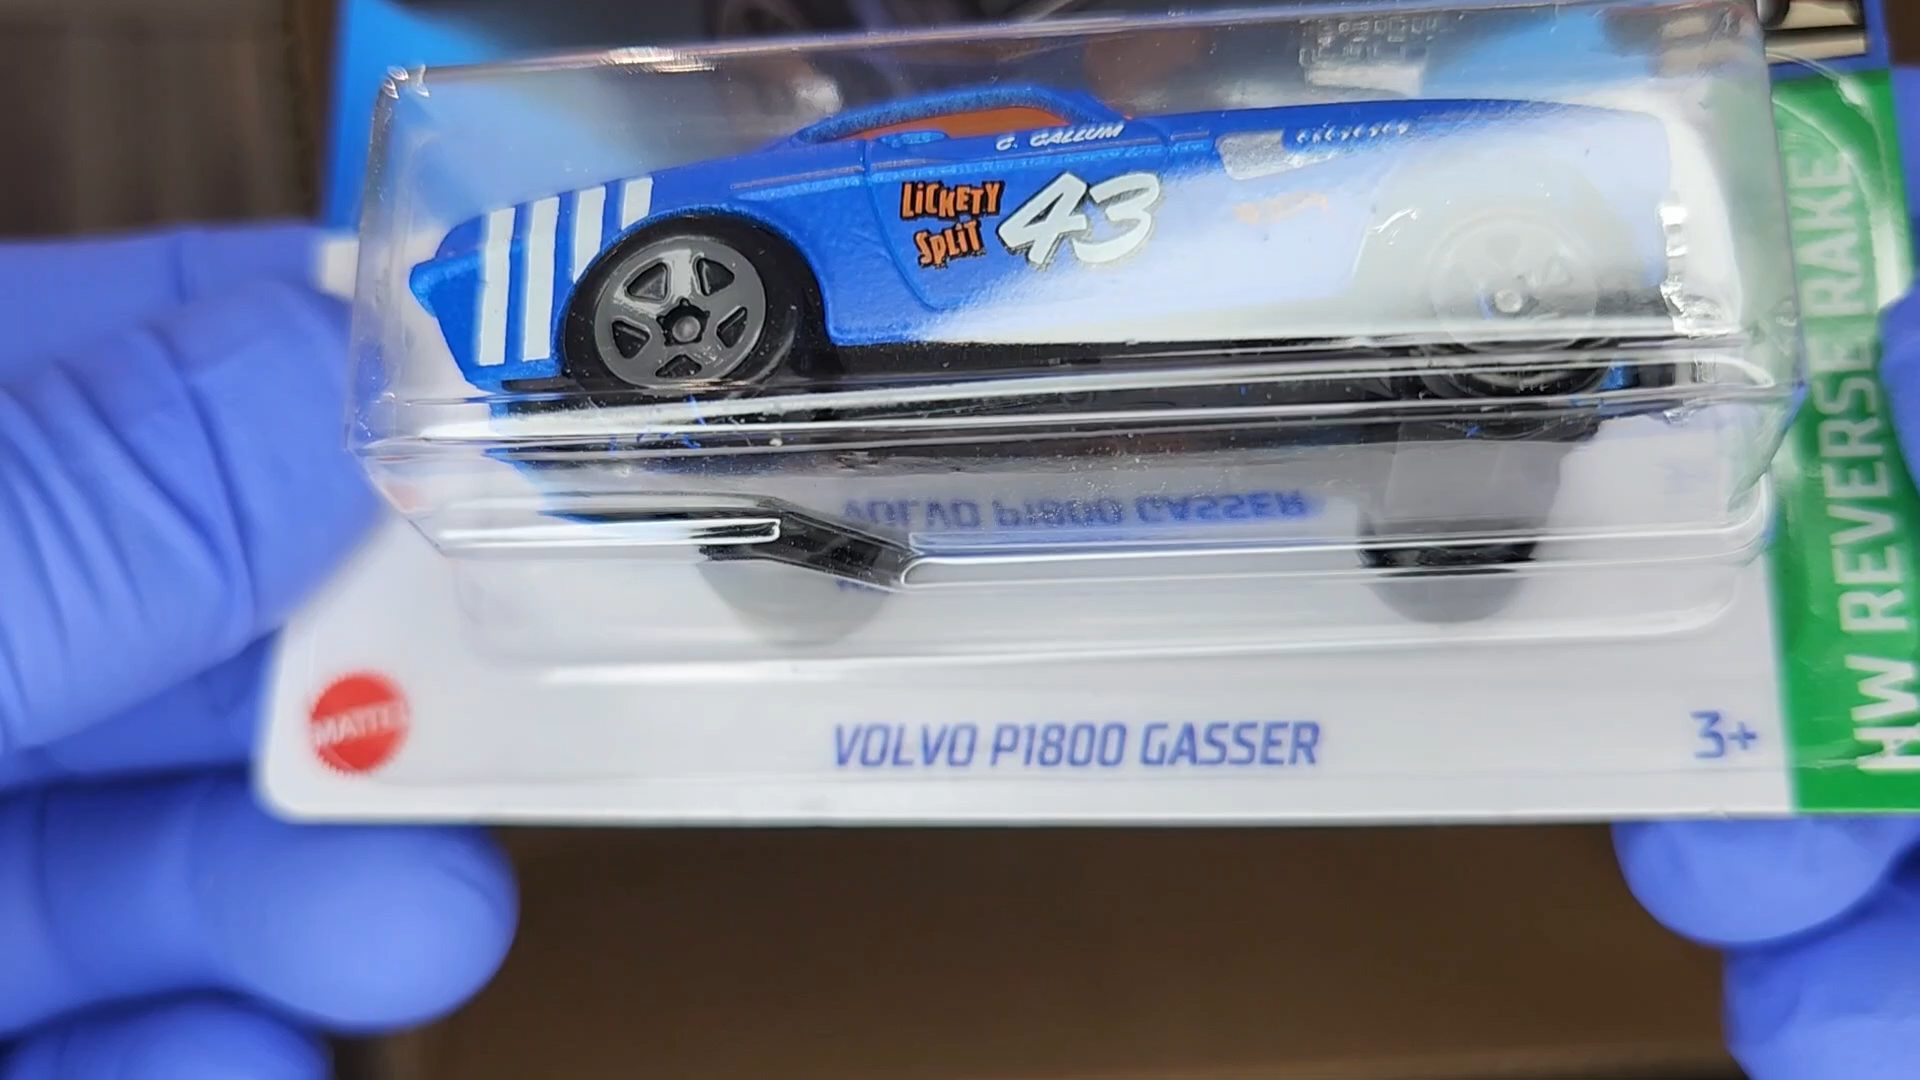 C. CALLUM
LiCKETY
SpLiT
43
VOLVO P1800 GASSER
MATTEL
VOLVO P1800 GASSER
3+
HW REVERSE RAKE